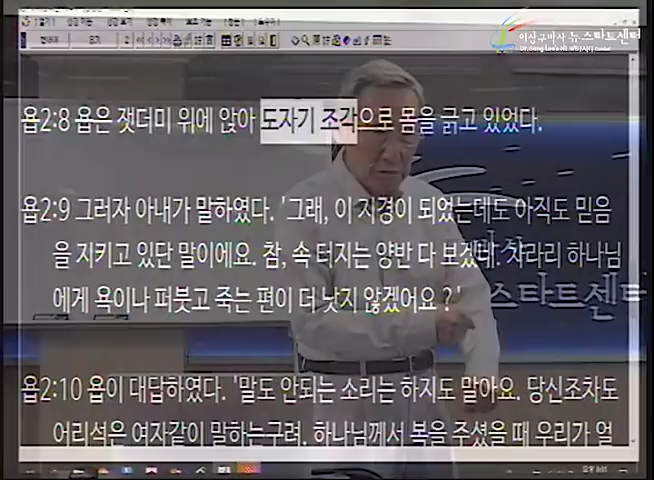 이상구박사 뉴스타트센터
욥2:8 욥은 잿더미 위에 앉아 도자기 조각으로 몸을 긁고 있었다.
욥2:9 그러자 아내가 말하였다. '그래, 이 지경이 되었는데도 아직도 믿음
을 지키고 있단 말이에요. 참, 속 터지는 양반 다 보겠네. 차라리 하나님
에게 욕이나 퍼붓고 죽는 편이 더 낫지 않겠어요 ?'
스타트센터
욥2:10 욥이 대답하였다. '말도 안되는 소리는 하지도 말아요. 당신조차도
어리석은 여자같이 말하는구려. 하나님께서 복을 주셨을 때 우리가 얼